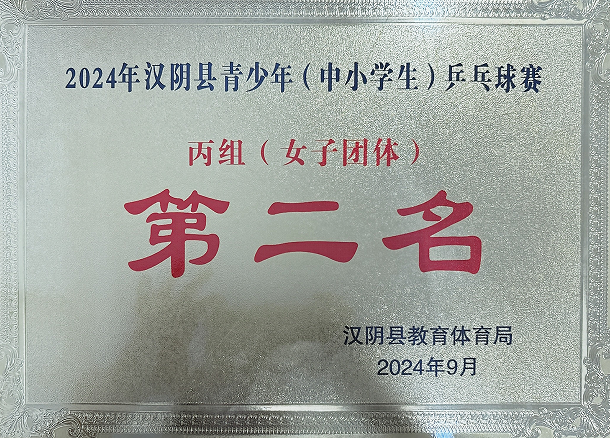 2024年汉阴县青少年（中小学生）乒乓球赛
丙组（女子团体）
第二名
汉阴县教育体育局
2024年9月